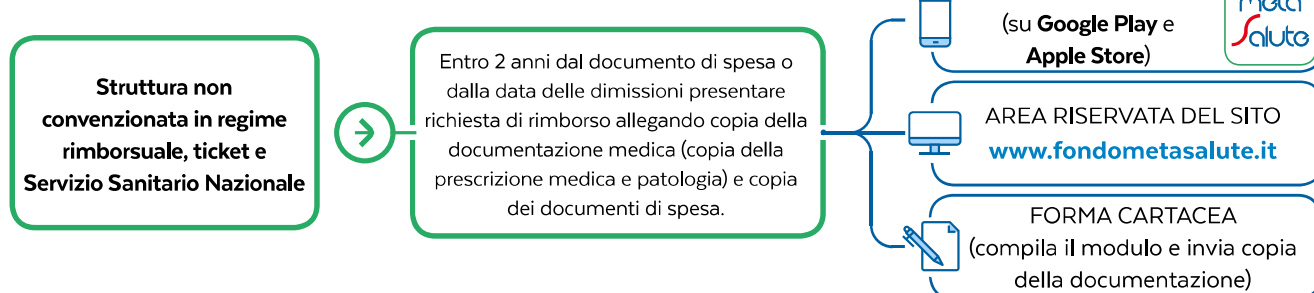 Struttura non
convenzionata in regime
rimborsuale, ticket e
Servizio Sanitario Nazionale
Entro 2 anni dal documento di spesa o
dalla data delle dimissioni presentare
richiesta di rimborso allegando copia della
documentazione medica (copia della
prescrizione medica e patologia) e copia
dei documenti di spesa.
(su Google Play e
Apple Store)
metà
Salute
AREA RISERVATA DEL SITO
www.fondometasalute.it
FORMA CARTACEA
(compila il modulo e invia copia
della documentazione)